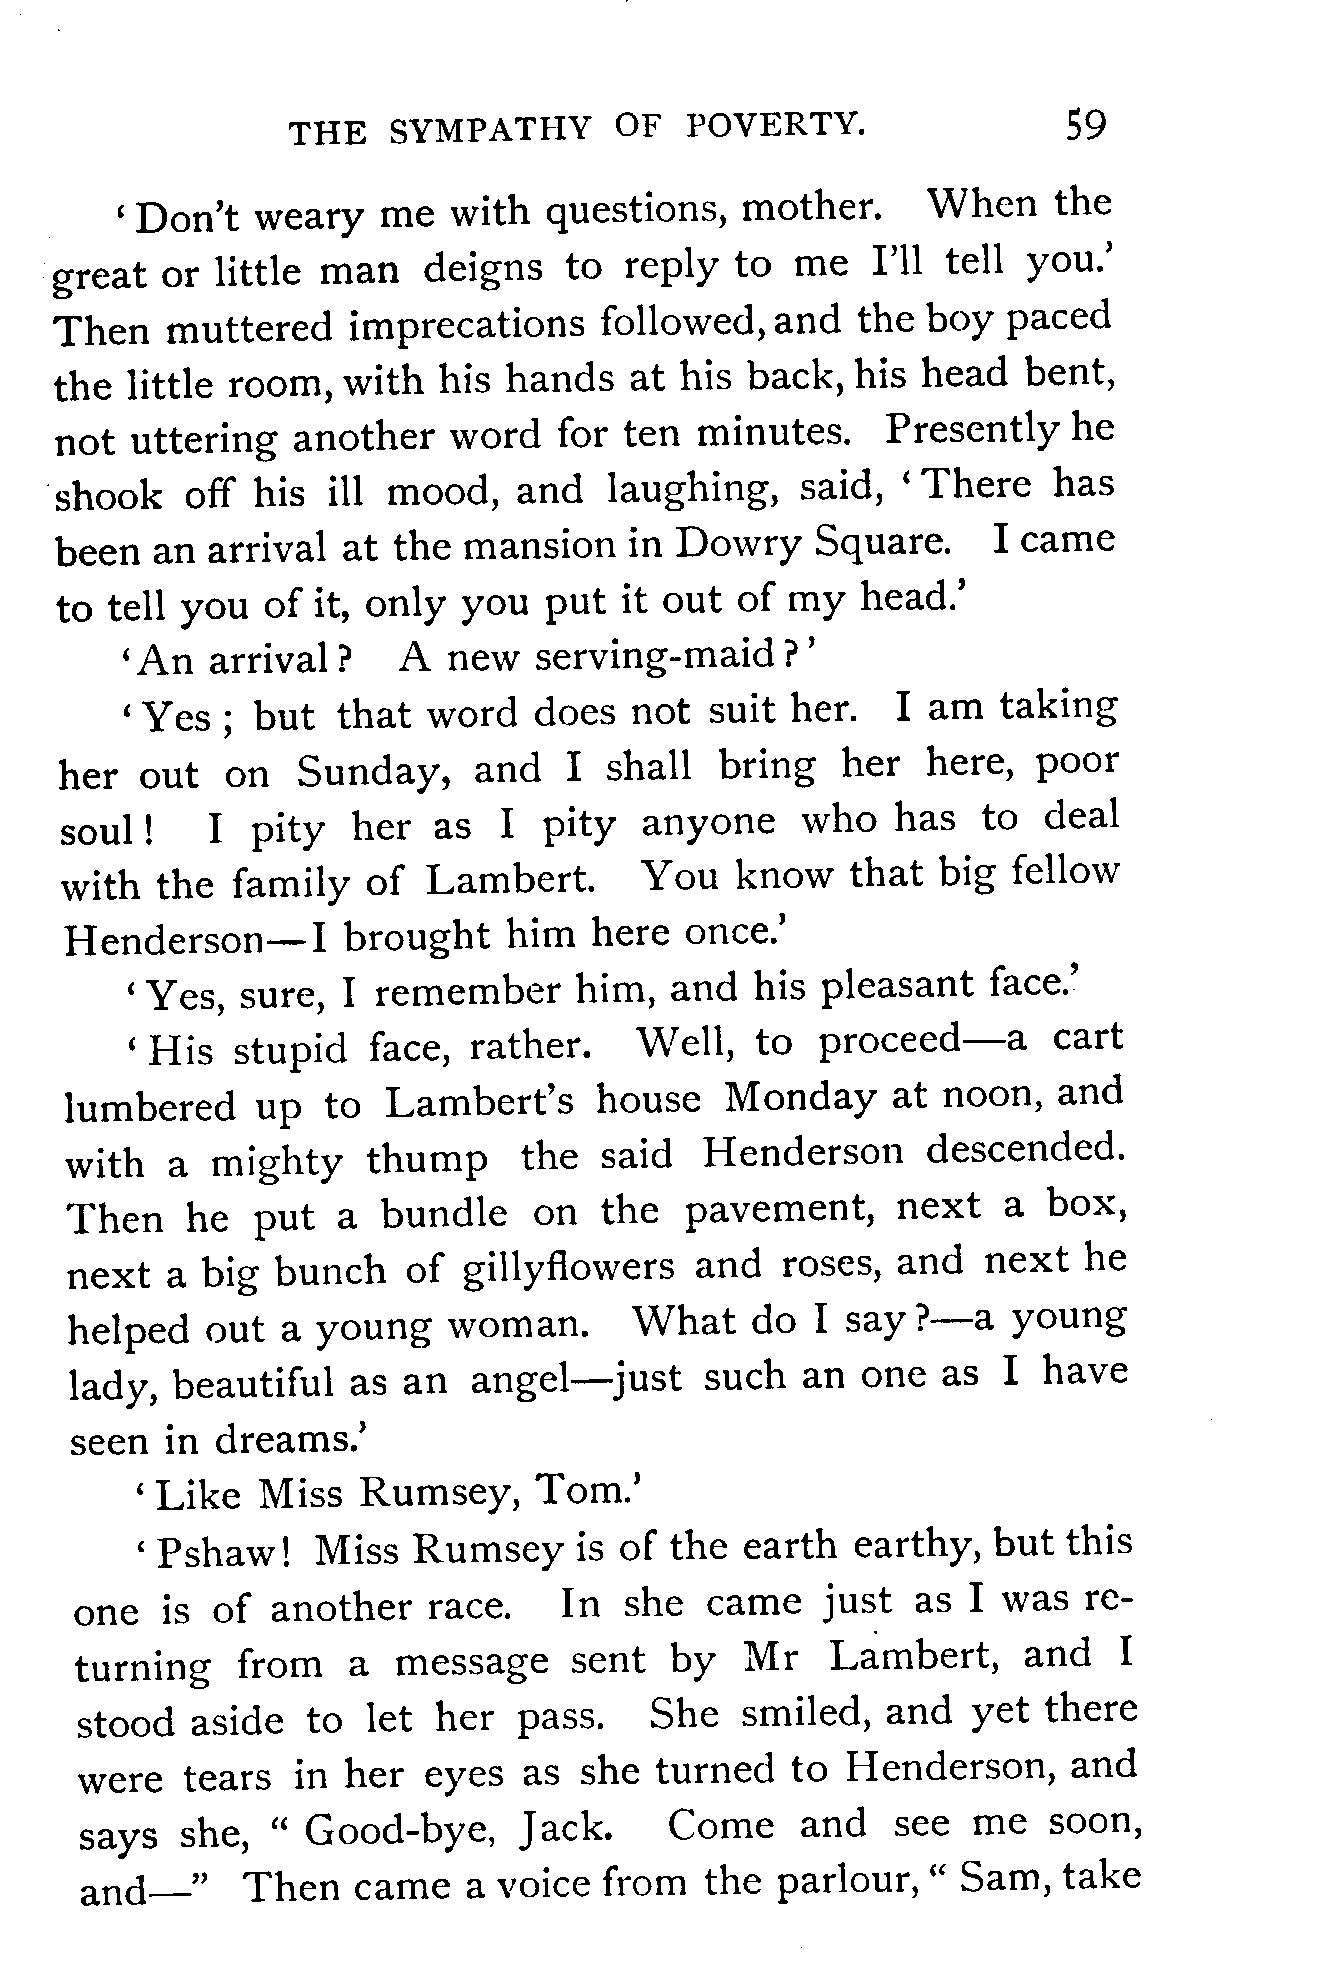 THE SYMPATHY OF POVERTY. 59
‘Don’t weary me with questions, mother. When the
great or little man deigns to reply to me I’ll tell you.’
Then muttered imprecations followed, and the boy paced
the little room, with his hands at his back, his head bent,
not uttering another word for ten minutes. Presently he
shook off his ill mood, and laughing, said, ‘There has
been an arrival at the mansion in Dowry Square. I came
to tell you of it, only you put it out of my head.’
‘An arrival? A new serving-maid?’
‘Yes; but that word does not suit her. I am taking
her out on Sunday, and I shall bring her here, poor
soul! I pity her as I pity anyone who has to deal
with the family of Lambert. You know that big fellow
Henderson—I brought him here once.’
‘Yes, sure, I remember him, and his pleasant face.’
‘His stupid face, rather. Well, to proceed—a cart
lumbered up to Lambert’s house Monday at noon, and
with a mighty thump the said Henderson descended.
Then he put a bundle on the pavement, next a box,
next a big bunch of gillyflowers and roses, and next he
helped out a young woman. What do I say?—a young
lady, beautiful as an angel—just such an one as I have
seen in dreams.’
‘Like Miss Rumsey, Tom.’
‘Pshaw! Miss Rumsey is of the earth earthy, but this
one is of another race. In she came just as I was re-
turning from a message sent by Mr Lambert, and I
stood aside to let her pass. She smiled, and yet there
were tears in her eyes as she turned to Henderson, and
says she, “Good-bye, Jack. Come and see me soon,
and—” Then came a voice from the parlour, “Sam, take